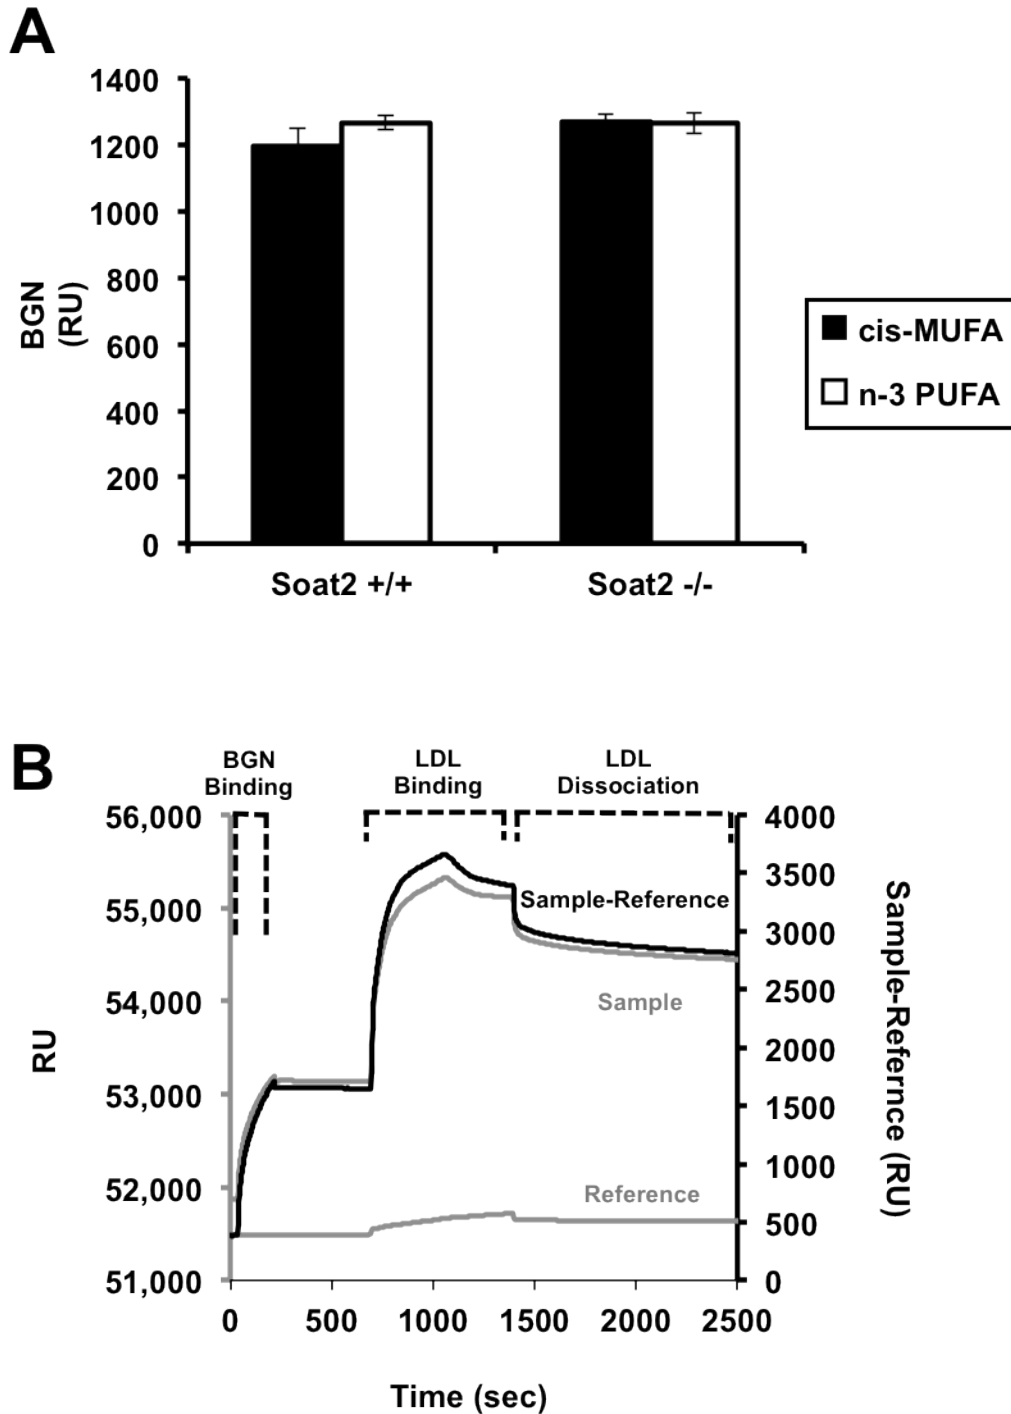 A
1400
1200
1000
800
600
400
200
0
BGN
(RU)
Soat2 +/+
Soat2 -/-
cis-MUFA
n-3 PUFA
B
BGN
Binding
LDL
Binding
LDL
Dissociation
56,000
55,000
54,000
53,000
52,000
51,000
RU
4000
3500
3000
2500
2000
1500
1000
500
0
Sample-Refernce (RU)
Sample-Reference
Sample
Reference
0
500
1000
1500
2000
2500
Time (sec)